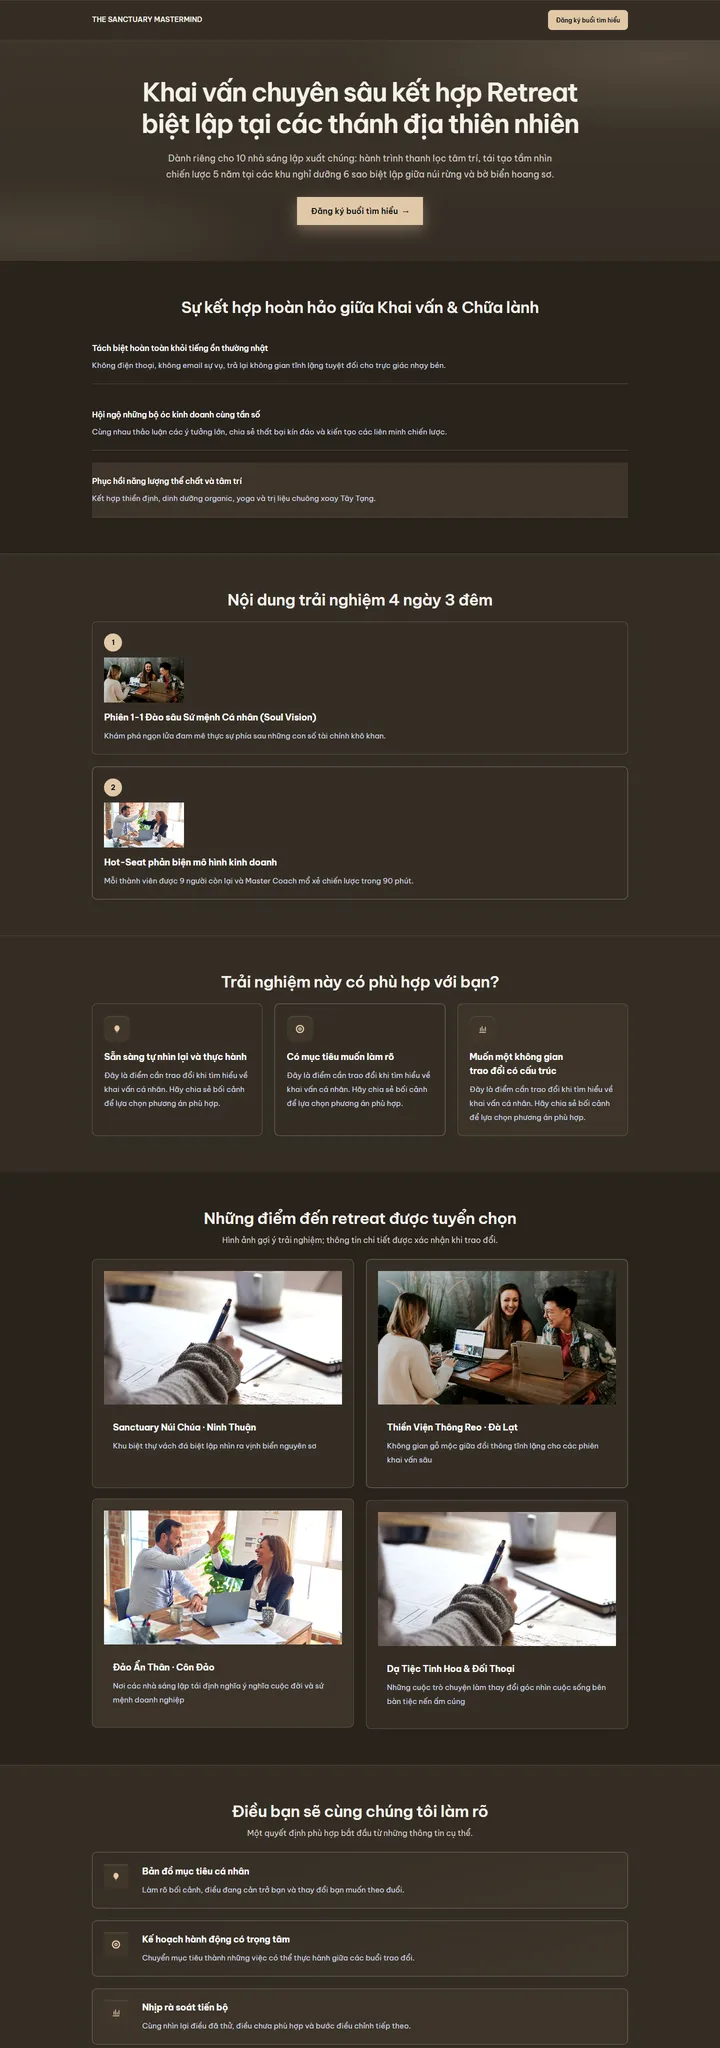 THE SANCTUARY MASTERMIND
Đăng ký buổi tìm hiểu
Khai vấn chuyên sâu kết hợp Retreat
biệt lập tại các thánh địa thiên nhiên
Dành riêng cho 10 nhà sáng lập xuất chúng: hành trình thanh lọc tâm trí, tái tạo tầm nhìn
chiến lược 5 năm tại các khu nghỉ dưỡng 6 sao biệt lập giữa núi rừng và bờ biển hoang sơ.
Đăng ký buổi tìm hiểu →
Sự kết hợp hoàn hảo giữa Khai vấn & Chữa lành
Tách biệt hoàn toàn khỏi tiếng ồn thường nhật
Không điện thoại, không email sự vụ, trả lại không gian tĩnh lặng tuyệt đối cho trực giác nhạy bén.
Hội ngộ những bộ óc kinh doanh cùng tần số
Cùng nhau thảo luận các ý tưởng lớn, chia sẻ thất bại kín đáo và kiến tạo các liên minh chiến lược.
Phục hồi năng lượng thể chất và tâm trí
Kết hợp thiền định, dinh dưỡng organic, yoga và trị liệu chuông xoay Tây Tạng.
Nội dung trải nghiệm 4 ngày 3 đêm
1
Phiên 1-1 Đào sâu Sứ mệnh Cá nhân (Soul Vision)
Khám phá ngọn lửa đam mê thực sự phía sau những con số tài chính khô khan.
2
Hot-Seat phản biện mô hình kinh doanh
Mỗi thành viên được 9 người còn lại và Master Coach mổ xẻ chiến lược trong 90 phút.
Trải nghiệm này có phù hợp với bạn?
Sẵn sàng tự nhìn lại và thực hành
Đây là điểm cần trao đổi khi tìm hiểu về
khai vấn cá nhân. Hãy chia sẻ bối cảnh
để lựa chọn phương án phù hợp.
Có mục tiêu muốn làm rõ
Đây là điểm cần trao đổi khi tìm hiểu về
khai vấn cá nhân. Hãy chia sẻ bối cảnh
để lựa chọn phương án phù hợp.
Muốn một không gian
trao đổi có cấu trúc
Đây là điểm cần trao đổi khi tìm hiểu về
khai vấn cá nhân. Hãy chia sẻ bối cảnh
để lựa chọn phương án phù hợp.
Những điểm đến retreat được tuyển chọn
Hình ảnh gợi ý trải nghiệm; thông tin chi tiết được xác nhận khi trao đổi.
Sanctuary Núi Chúa · Ninh Thuận
Khu biệt thự vách đá biệt lập nhìn ra vịnh biển nguyên sơ
Thiền Viện Thông Reo · Đà Lạt
Không gian gỗ mộc giữa đồi thông tĩnh lặng cho các phiên
khai vấn sâu
Đảo Ẩn Thân · Côn Đảo
Nơi các nhà sáng lập tái định nghĩa ý nghĩa cuộc đời và sứ
mệnh doanh nghiệp
Dạ Tiệc Tinh Hoa & Đối Thoại
Những cuộc trò chuyện làm thay đổi góc nhìn cuộc sống bên
bàn tiệc nến ấm cúng
Điều bạn sẽ cùng chúng tôi làm rõ
Một quyết định phù hợp bắt đầu từ những thông tin cụ thể.
Bản đồ mục tiêu cá nhân
Làm rõ bối cảnh, điều đang cản trở bạn và thay đổi bạn muốn theo đuổi.
Kế hoạch hành động có trọng tâm
Chuyển mục tiêu thành những việc có thể thực hành giữa các buổi trao đổi.
Nhịp rà soát tiến bộ
Cùng nhìn lại điều đã thử, điều chưa phù hợp và bước điều chỉnh tiếp theo.